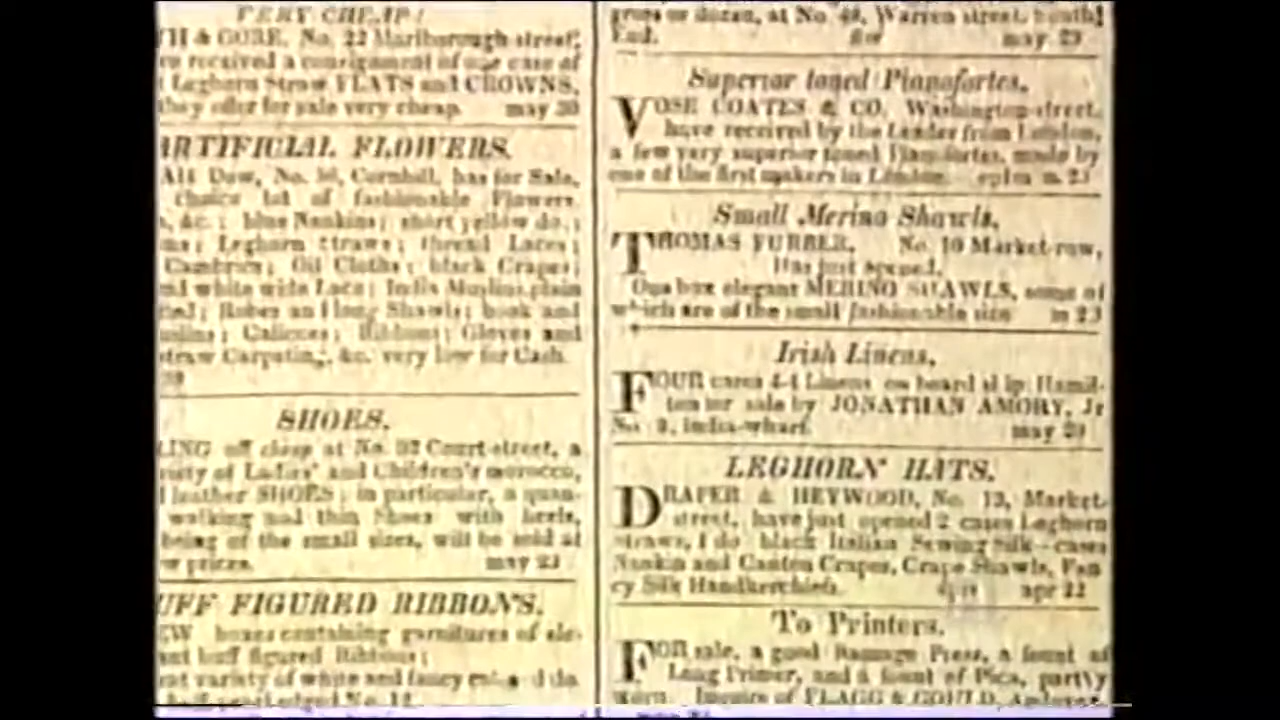 VERY CHEAP!
TH & GORE, No. 22 Marlborough-street,
received a consignment of one case of
Leghorn Straw FLATS and CROWNS,
they offer for sale very cheap. may 30
ARTIFICIAL FLOWERS.
Dow, No. Cornhill, has for Sale,
choice lot of fashionable Flowers
&c.; blue Nankins; short yellow do.;
Leghorn straws; thread Laces;
Cambrics; Oil Cloths; black Crapes;
white wide Lace; India Muslins, plain
Robes and long Shawls; book and
Calicoes; Ribbons; Gloves and
straw Carpeting, &c. very low for Cash.
SHOES.
LING off cheap at No. 32 Court-street, a
of Ladies' and Children's morocco,
leather SHOES; in particular, a quan-
walking and thin Shoes with heels,
being of the small sizes, will be sold at
prices. may 23
UFF FIGURED RIBBONS.
EW boxes containing garnitures of ele-
buff figured Ribbons;
variety of white and fancy do
No. 12.
gross or dozen, at No. 48, Warren street, South
End. may 29
Superior toned Pianofortes.
VOSE COATES & CO. Washington-street,
have received by the Leader from London,
a few very superior toned Pianofortes, made by
one of the first makers in London. m 23
Small Merino Shawls.
THOMAS FURBER, No. 10 Market-row,
Has just opened,
One box elegant MERINO SHAWLS, some of
which are of the small fashionable size m 23
Irish Linens.
FOUR cases 4-4 Linens on board ship Hamil-
ton for sale by JONATHAN AMORY, Jr
No. 3, India-wharf. may 29
LEGHORN HATS.
DRAPER & HEYWOOD, No. 13, Market-
street, have just opened 2 cases Leghorn
straws, 1 do black Italian Sewing Silk—cases
Nankin and Canton Crapes, Crape Shawls, Fan
cy Silk Handkerchiefs. apr 22
To Printers.
FOR sale, a good Ramage Press, a fount of
Long Primer, and a fount of Pica, partly
worn. Inquire of FLAGG & GOULD, Andover